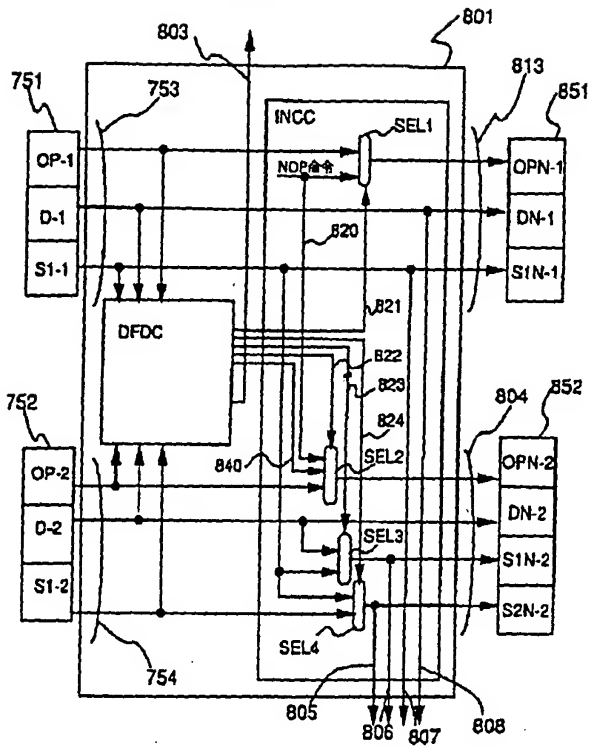 803
801
751
753
813
851
INCC
SEL1
OP-1
NOP命令
OPN-1
D-1
DN-1
820
S1-1
S1N-1
821
DFDC
822
823
752
824
804
852
OP-2
840
SEL2
OPN-2
D-2
DN-2
SEL3
S1N-2
S1-2
S2N-2
SEL4
754
805
806
807
808